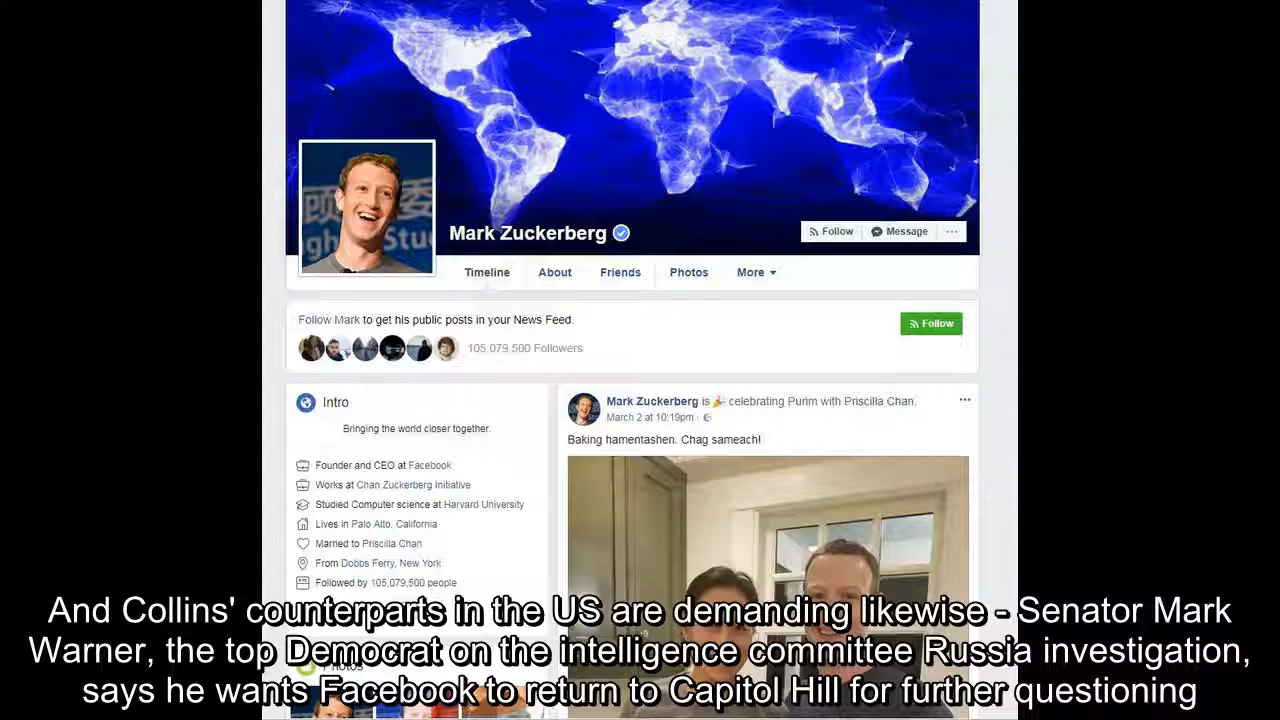 顾
委
gh
Stu
Mark Zuckerberg
Follow
Message
Timeline
About
Friends
Photos
More
Follow Mark to get his public posts in your News Feed.
Follow
105,079,500 Followers
Intro
Bringing the world closer together.
Founder and CEO at Facebook
Works at Chan Zuckerberg Initiative
Studied Computer science at Harvard University
Lives in Palo Alto, California
Married to Priscilla Chan
From Dobbs Ferry, New York
Followed by 105,079,500 people
Photos
Mark Zuckerberg is 🎉 celebrating Purim with Priscilla Chan.
March 2 at 10:19pm ·
Baking hamentashen. Chag sameach!
And Collins' counterparts in the US are demanding likewise - Senator Mark
Warner, the top Democrat on the intelligence committee Russia investigation,
says he wants Facebook to return to Capitol Hill for further questioning